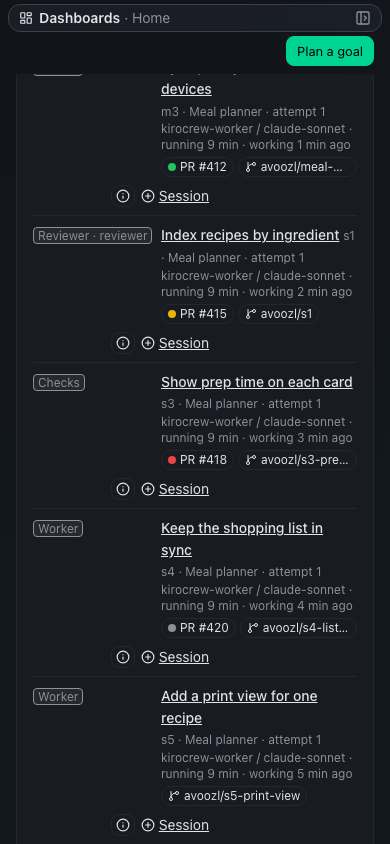 Dashboards · Home
Plan a goal
devices
m3 · Meal planner · attempt 1
kirocrew-worker / claude-sonnet ·
running 9 min · working 1 min ago
PR #412 avoozl/meal-...
Session
Reviewer · reviewer Index recipes by ingredient s1
· Meal planner · attempt 1
kirocrew-worker / claude-sonnet ·
running 9 min · working 2 min ago
PR #415 avoozl/s1
Session
Checks Show prep time on each card
s3 · Meal planner · attempt 1
kirocrew-worker / claude-sonnet ·
running 9 min · working 3 min ago
PR #418 avoozl/s3-pre...
Session
Worker Keep the shopping list in
sync
s4 · Meal planner · attempt 1
kirocrew-worker / claude-sonnet ·
running 9 min · working 4 min ago
PR #420 avoozl/s4-list...
Session
Worker Add a print view for one
recipe
s5 · Meal planner · attempt 1
kirocrew-worker / claude-sonnet ·
running 9 min · working 5 min ago
avoozl/s5-print-view
Session